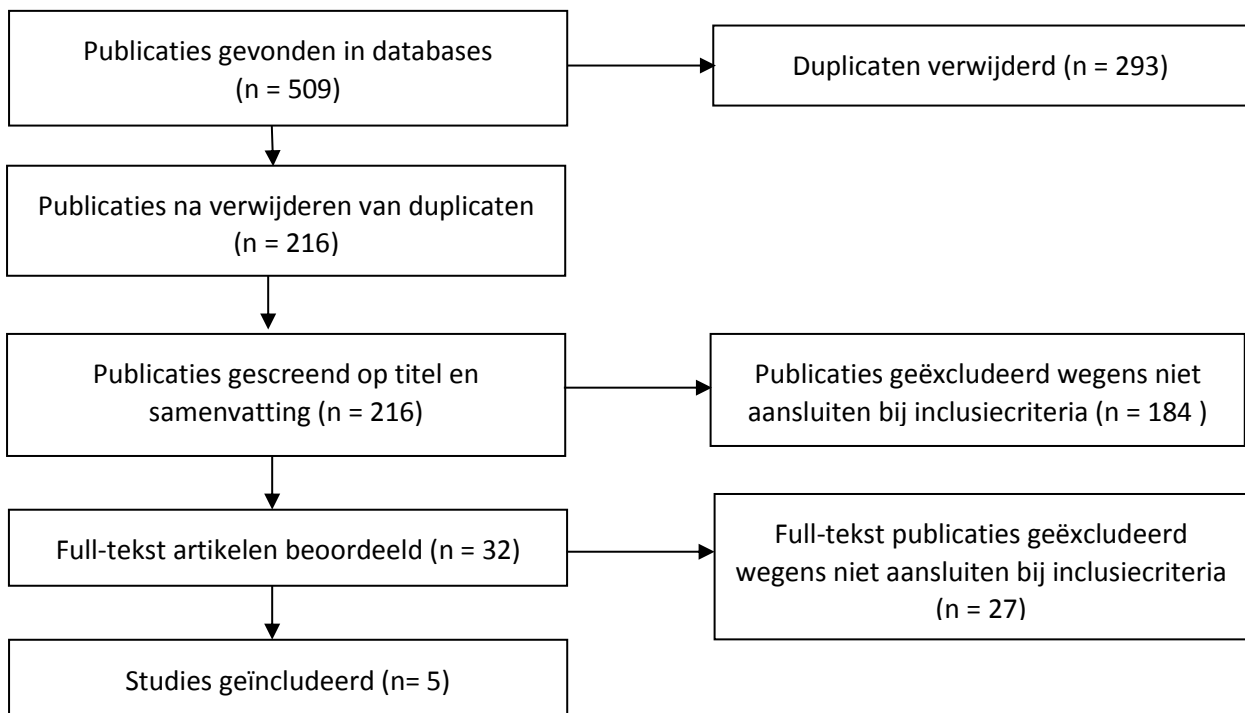 Publicaties gevonden in databases
(n = 509)
Duplicaten verwijderd (n = 293)
Publicaties na verwijderen van duplicaten
(n = 216)
Publicaties gescreend op titel en
samenvatting (n = 216)
Publicaties geëxcludeerd wegens niet
aansluiten bij inclusiecriteria (n = 184 )
Full-tekst artikelen beoordeeld (n = 32)
Full-tekst publicaties geëxcludeerd
wegens niet aansluiten bij inclusiecriteria
(n = 27)
Studies geïncludeerd (n= 5)